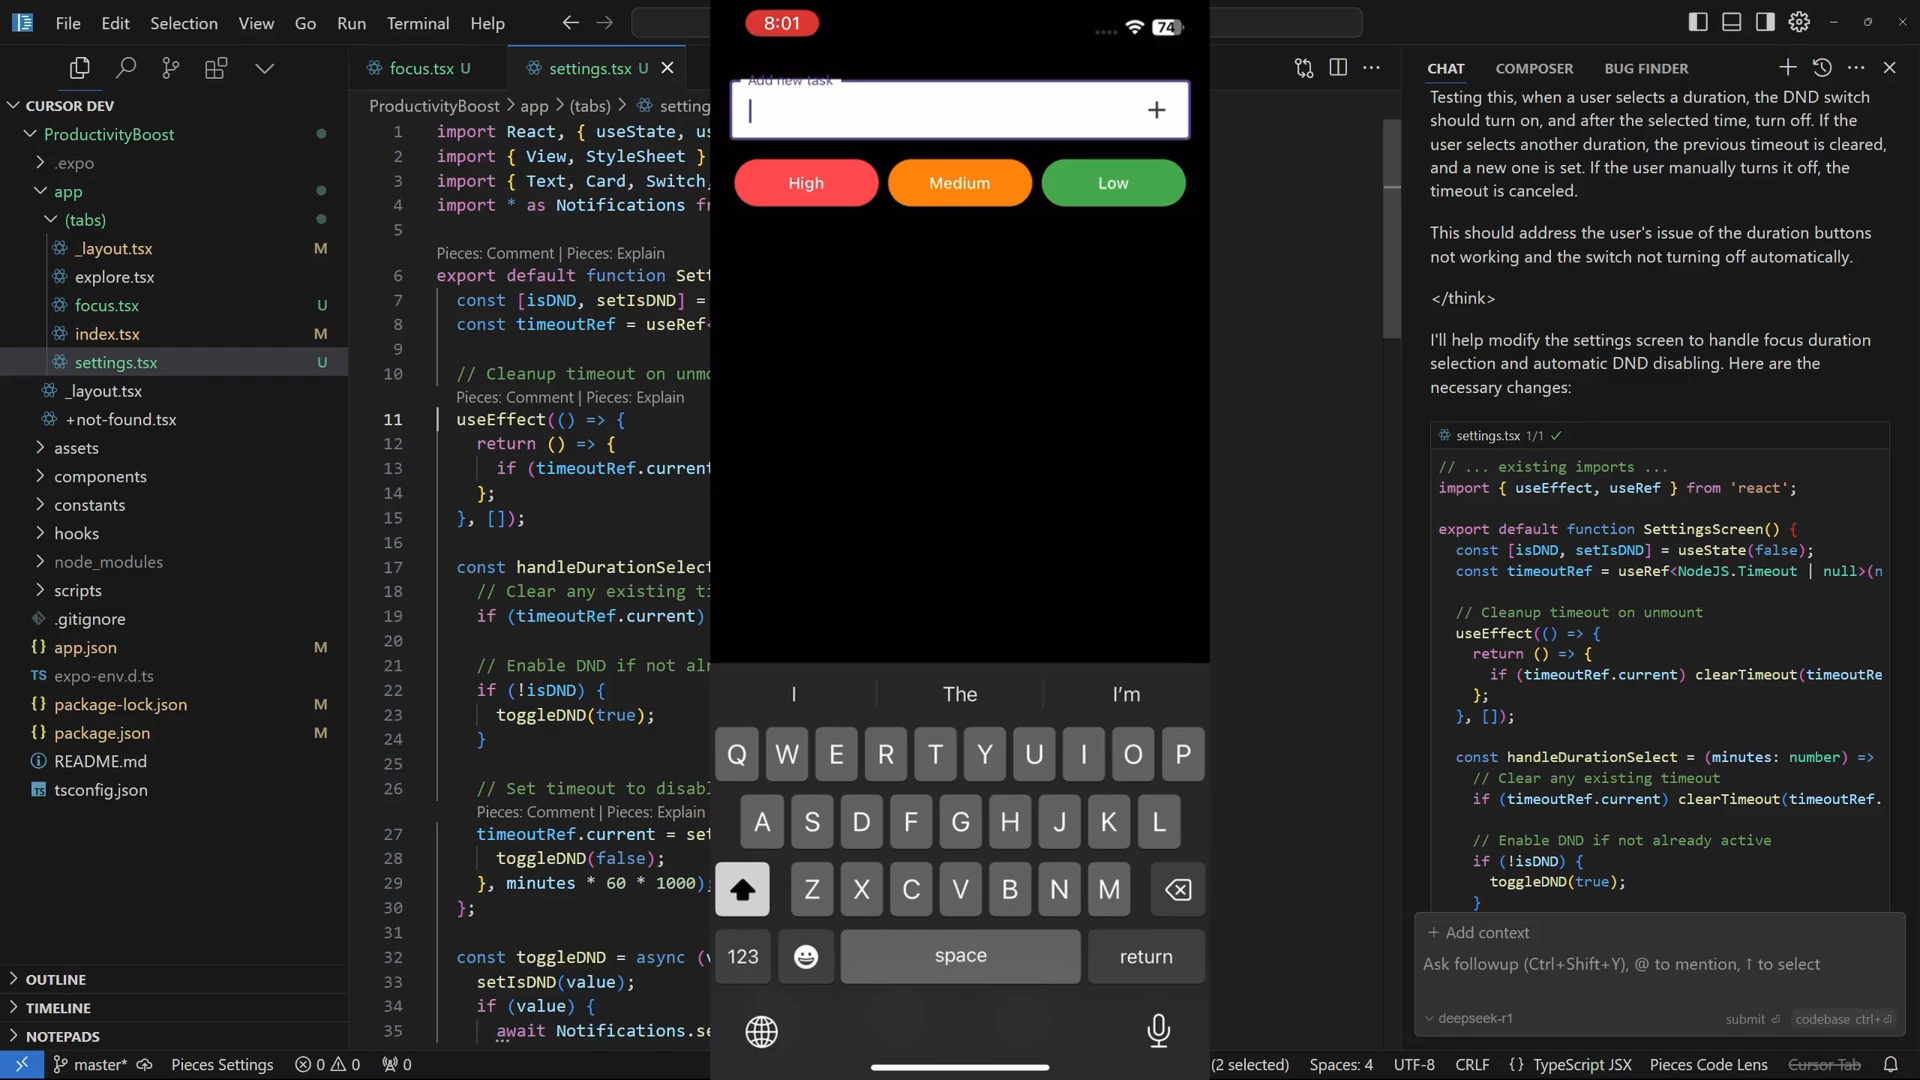 File Edit Selection View Go Run Terminal Help
CURSOR DEV
ProductivityBoost
.expo
app
(tabs)
_layout.tsx M
explore.tsx
focus.tsx U
index.tsx M
settings.tsx U
_layout.tsx
+not-found.tsx
assets
components
constants
hooks
node_modules
scripts
.gitignore
app.json M
expo-env.d.ts
package-lock.json M
package.json M
README.md
tsconfig.json
OUTLINE
TIMELINE
NOTEPADS
focus.tsx U
settings.tsx U
ProductivityBoost > app > (tabs) > setting
1 import React, { useState, us
2 import { View, StyleSheet }
3 import { Text, Card, Switch,
4 import * as Notifications fr
5
Pieces: Comment | Pieces: Explain
6 export default function Sett
7 const [isDND, setIsDND] =
8 const timeoutRef = useRef<
9
10 // Cleanup timeout on unmo
Pieces: Comment | Pieces: Explain
11 useEffect(() => {
12 return () => {
13 if (timeoutRef.current
14 };
15 }, []);
16
17 const handleDurationSelect
18 // Clear any existing ti
19 if (timeoutRef.current)
20
21 // Enable DND if not alr
22 if (!isDND) {
23 toggleDND(true);
24 }
25
26 // Set timeout to disabl
Pieces: Comment | Pieces: Explain
27 timeoutRef.current = set
28 toggleDND(false);
29 }, minutes * 60 * 1000);
30 };
31
32 const toggleDND = async (v
33 setIsDND(value);
34 if (value) {
35 await Notifications.se
8:01
74
Add new task
+
High Medium Low
I The I'm
Q W E R T Y U I O P
A S D F G H J K L
Z X C V B N M
123 space return
CHAT COMPOSER BUG FINDER
Testing this, when a user selects a duration, the DND switch
should turn on, and after the selected time, turn off. If the
user selects another duration, the previous timeout is cleared,
and a new one is set. If the user manually turns it off, the
timeout is canceled.
This should address the user's issue of the duration buttons
not working and the switch not turning off automatically.
</think>
I'll help modify the settings screen to handle focus duration
selection and automatic DND disabling. Here are the
necessary changes:
settings.tsx 1/1 ✓
// ... existing imports ...
import { useEffect, useRef } from 'react';
export default function SettingsScreen() {
const [isDND, setIsDND] = useState(false);
const timeoutRef = useRef<NodeJS.Timeout | null>(n
// Cleanup timeout on unmount
useEffect(() => {
return () => {
if (timeoutRef.current) clearTimeout(timeoutRe
};
}, []);
const handleDurationSelect = (minutes: number) =>
// Clear any existing timeout
if (timeoutRef.current) clearTimeout(timeoutRef.
// Enable DND if not already active
if (!isDND) {
toggleDND(true);
}
+ Add context
Ask followup (Ctrl+Shift+Y), @ to mention, ↑ to select
deepseek-r1 submit ⏎ codebase ctrl+⏎
master* Pieces Settings 0 0 0
(2 selected) Spaces: 4 UTF-8 CRLF {} TypeScript JSX Pieces Code Lens Cursor Tab